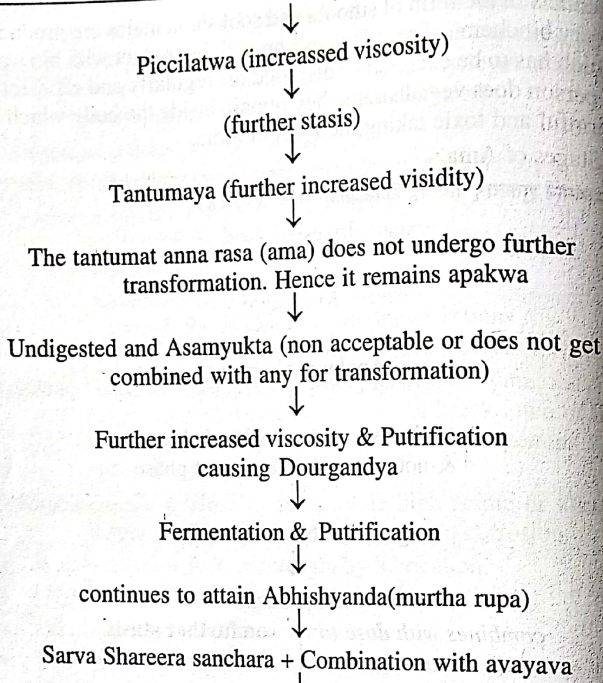 ↓
Piccilatwa (increassed viscosity)
↓
(further stasis)
↓
Tantumaya (further increased visidity)
↓
The tantumat anna rasa (ama) does not undergo further
transformation. Hence it remains apakwa
↓
Undigested and Asamyukta (non acceptable or does not get
combined with any for transformation)
↓
Further increased viscosity & Putrification
causing Dourgandya
↓
Fermentation & Putrification
↓
continues to attain Abhishyanda(murtha rupa)
↓
Sarva Shareera sanchara + Combination with avayava